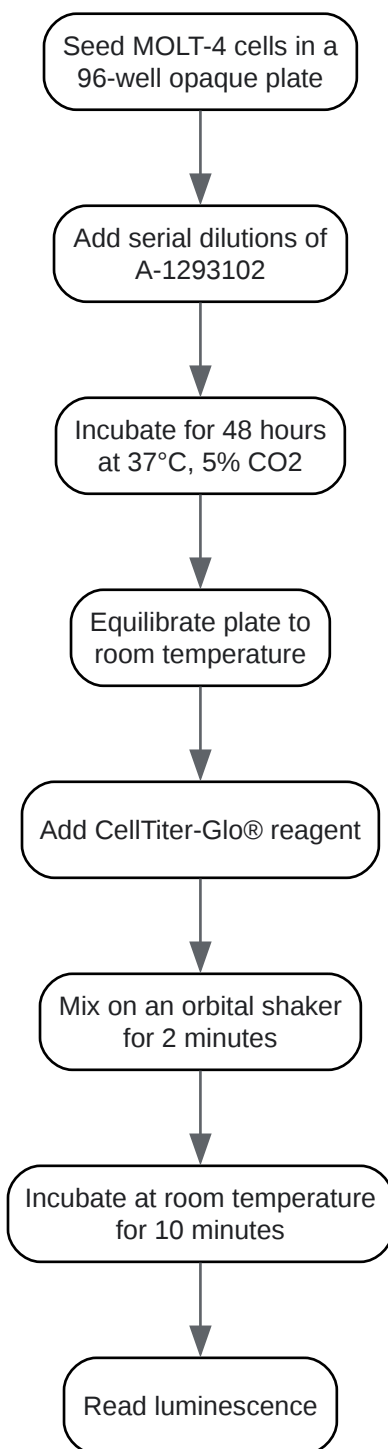 Seed MOLT-4 cells in a
96-well opaque plate
Add serial dilutions of
A-1293102
Incubate for 48 hours
at 37°C, 5% CO2
Equilibrate plate to
room temperature
Add CellTiter-Glo® reagent
Mix on an orbital shaker
for 2 minutes
Incubate at room temperature
for 10 minutes
Read luminescence